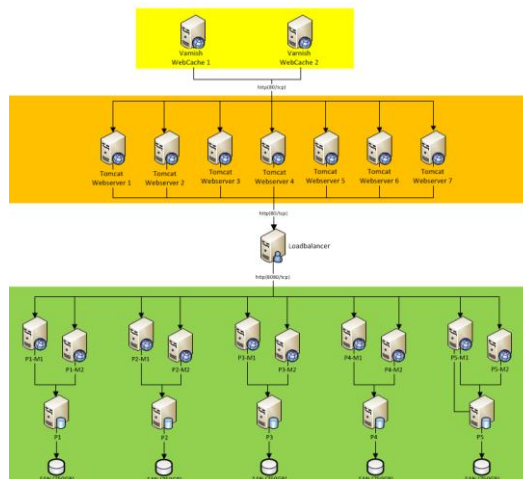 Varnish
WebCache 1
Varnish
WebCache 2
http(80/tcp)
Tomcat
Webserver 1
Tomcat
Webserver 2
Tomcat
Webserver 3
Tomcat
Webserver 4
Tomcat
Webserver 5
Tomcat
Webserver 6
Tomcat
Webserver 7
http(80/tcp)
Loadbalancer
http(8080/tcp)
P1-M1
P1-M2
P2-M1
P2-M2
P3-M1
P3-M2
P4-M1
P4-M2
P5-M1
P5-M2
P1
P2
P3
P4
P5